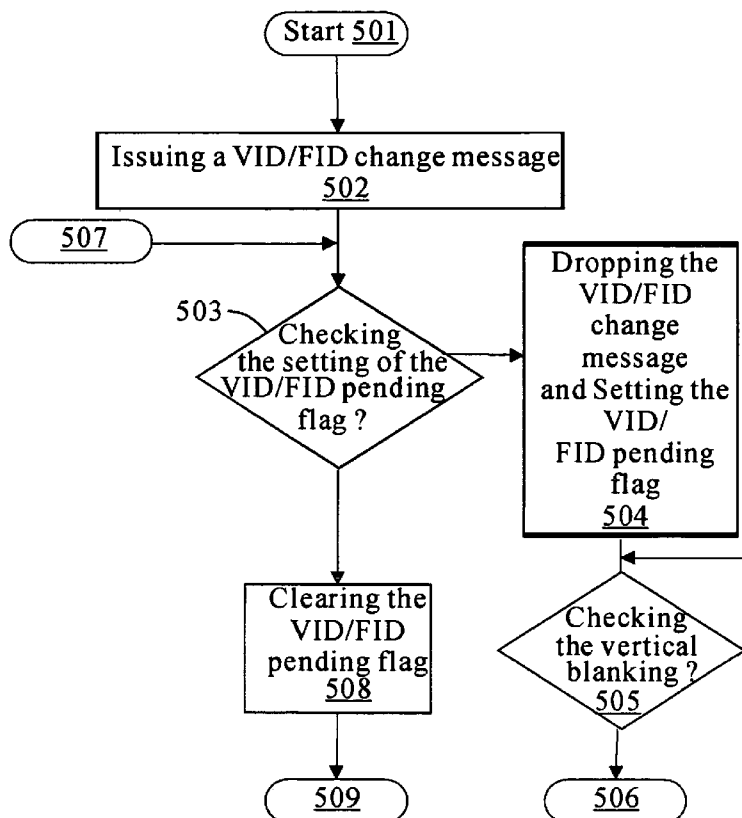 Start 501
Issuing a VID/FID change message
502
507
503
Checking
the setting of the
VID/FID pending
flag ?
Dropping the
VID/FID
change
message
and Setting the
VID/
FID pending
flag
504
Clearing the
VID/FID
pending flag
508
Checking
the vertical
blanking ?
505
509
506